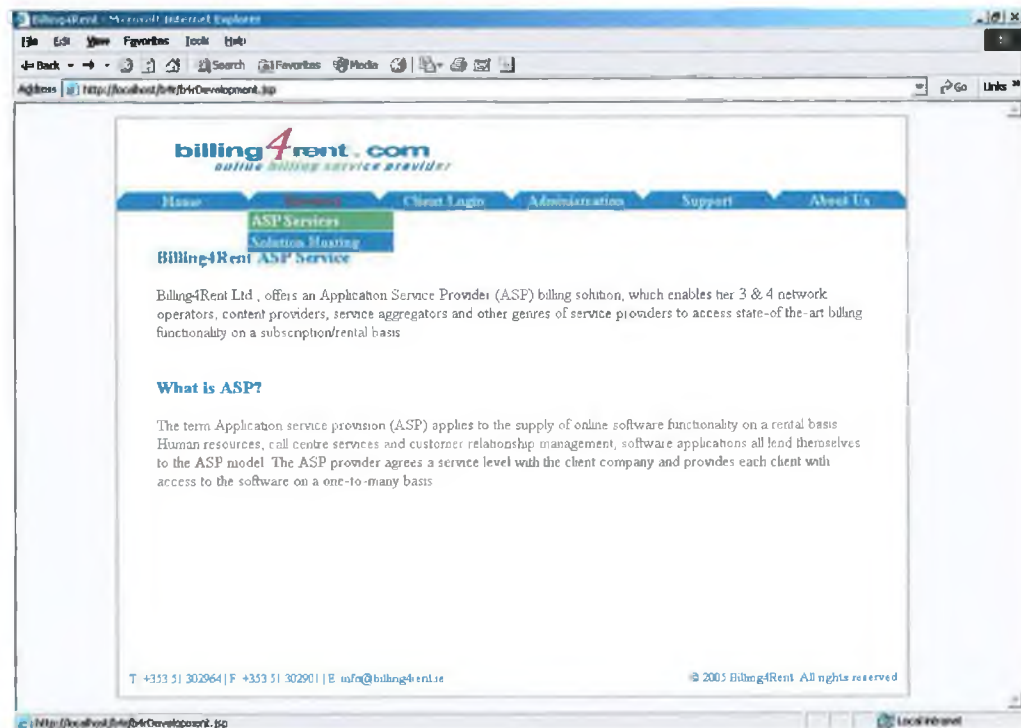 Billing4Rent - Microsoft Internet Explorer
File Edit View Favorites Tools Help
Back Search Favorites Media
Address http://localhost/b4r/b4rDevelopment.jsp Go Links »
billing4rent.com
online billing service provider
Home Client Login Administration Support About Us
ASP Services
Solution Hosting
Billing4Rent ASP Service
Billing4Rent Ltd, offers an Application Service Provider (ASP) billing solution, which enables tier 3 & 4 network
operators, content providers, service aggregators and other genres of service providers to access state-of the-art billing
functionality on a subscription/rental basis
What is ASP?
The term Application service provision (ASP) applies to the supply of online software functionality on a rental basis
Human resources, call centre services and customer relationship management, software applications all lend themselves
to the ASP model The ASP provider agrees a service level with the client company and provides each client with
access to the software on a one-to-many basis
T +353 51 302964 | F +353 51 302901 | E info@billing4rent.ie © 2005 Billing4Rent All rights reserved
http://localhost/b4r/b4rDevelopment.jsp Local intranet